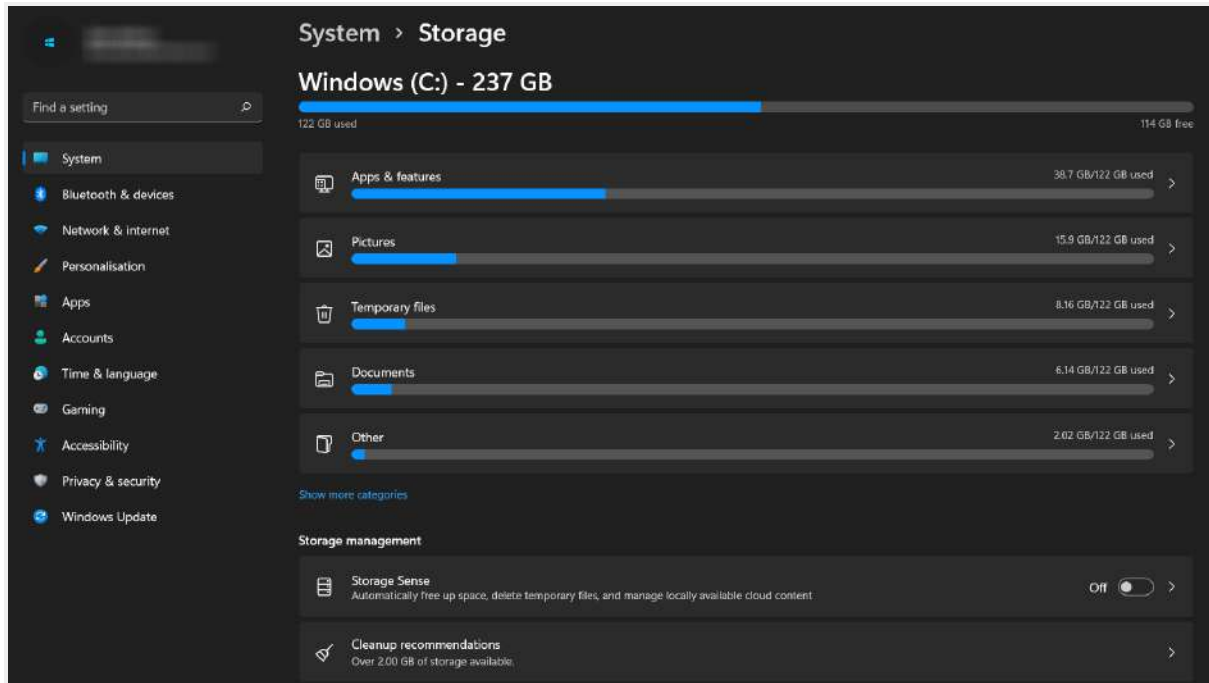 System > Storage
Windows (C:) - 237 GB
Find a setting
122 GB used
114 GB free
System
Bluetooth & devices
Network & internet
Personalisation
Apps
Accounts
Time & language
Gaming
Accessibility
Privacy & security
Windows Update
Apps & features
38.7 GB/122 GB used
Pictures
15.9 GB/122 GB used
Temporary files
8.16 GB/122 GB used
Documents
6.14 GB/122 GB used
Other
2.02 GB/122 GB used
Show more categories
Storage management
Storage Sense
Automatically free up space, delete temporary files, and manage locally available cloud content
Off
Cleanup recommendations
Over 2.00 GB of storage available.